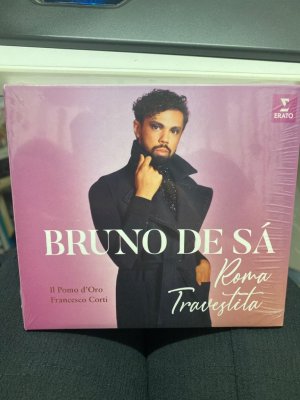 ERATO
BRUNO DE SÁ
Roma
Travestita
Il Pomo d'Oro
Francesco Corti